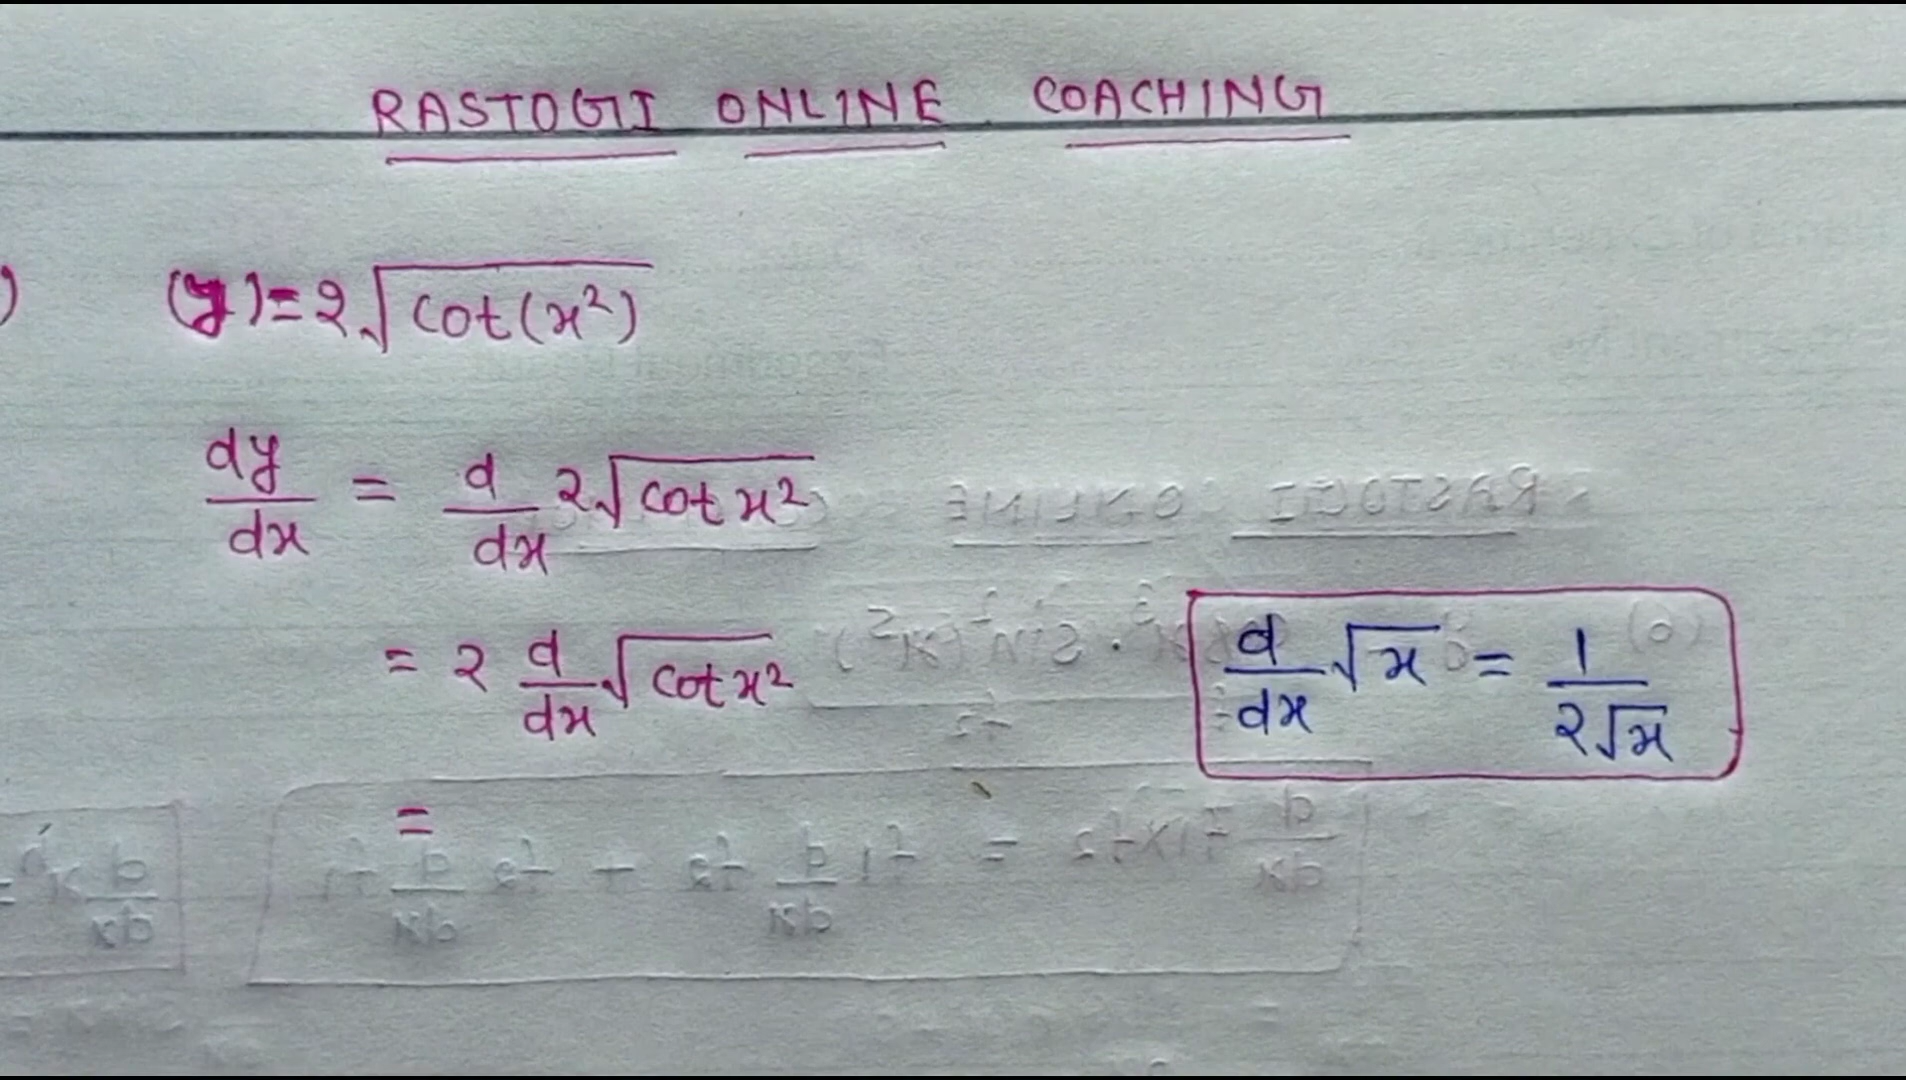 RASTOGI ONLINE COACHING
) (y) = 2√cot(x²)
dy/dx = d/dx 2√cot x²
= 2 d/dx √cot x²
d/dx √x = 1/2√x
=